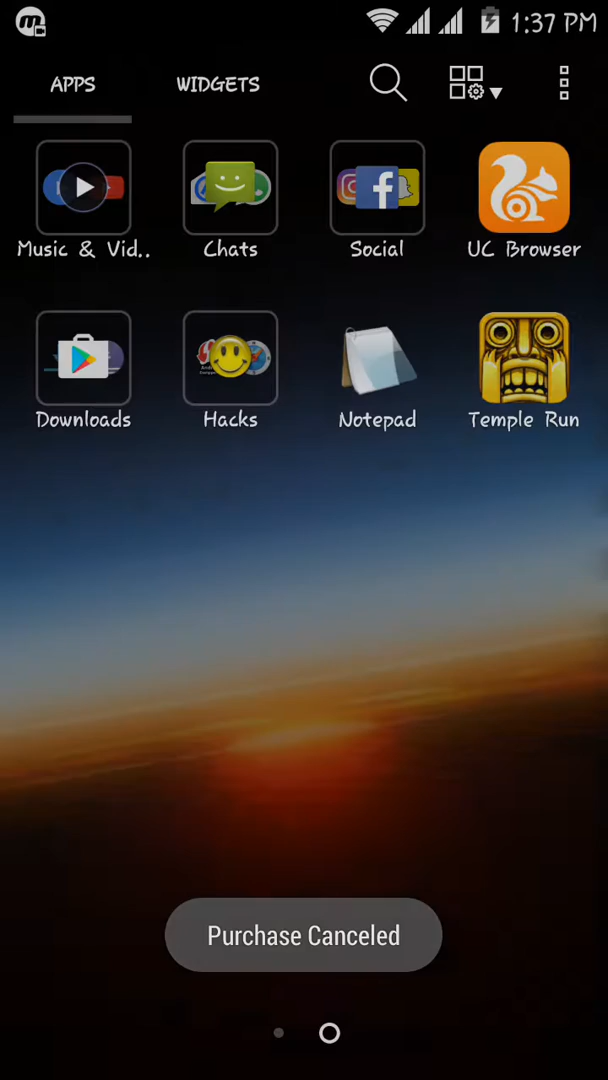 1:37 PM
APPS WIDGETS
Music & Vid.. Chats Social UC Browser
Downloads Hacks Notepad Temple Run
Purchase Canceled